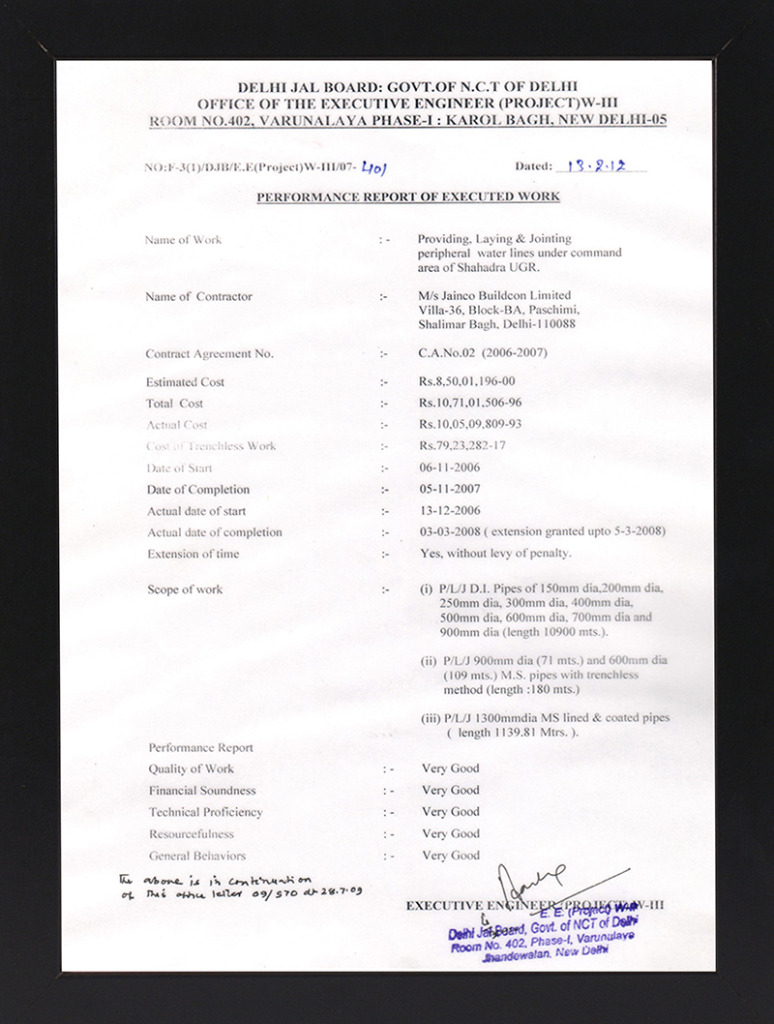 DELHI JAL BOARD: GOVT.OF N.C.T OF DELHI
OFFICE OF THE EXECUTIVE ENGINEER (PROJECT)W-III
ROOM NO.402, VARUNALAYA PHASE-I : KAROL BAGH, NEW DELHI-05
NO:F-3(1)/DJB/E.E(Project)W-III/07- 401 Dated: 13.2.12
PERFORMANCE REPORT OF EXECUTED WORK
Name of Work :- Providing, Laying & Jointing
peripheral water lines under command
area of Shahadra UGR.
Name of Contractor :- M/s Jainco Buildcon Limited
Villa-36, Block-BA, Paschimi,
Shalimar Bagh, Delhi-110088
Contract Agreement No. :- C.A.No.02 (2006-2007)
Estimated Cost :- Rs.8,50,01,196-00
Total Cost :- Rs.10,71,01,506-96
Actual Cost :- Rs.10,05,09,809-93
Cost of Trenchless Work :- Rs.79,23,282-17
Date of Start :- 06-11-2006
Date of Completion :- 05-11-2007
Actual date of start :- 13-12-2006
Actual date of completion :- 03-03-2008 ( extension granted upto 5-3-2008)
Extension of time :- Yes, without levy of penalty.
Scope of work :- (i) P/L/J D.I. Pipes of 150mm dia,200mm dia,
250mm dia, 300mm dia, 400mm dia,
500mm dia, 600mm dia, 700mm dia and
900mm dia (length 10900 mts.).
(ii) P/L/J 900mm dia (71 mts.) and 600mm dia
(109 mts.) M.S. pipes with trenchless
method (length :180 mts.)
(iii) P/L/J 1300mmdia MS lined & coated pipes
( length 1139.81 Mtrs. ).
Performance Report
Quality of Work :- Very Good
Financial Soundness :- Very Good
Technical Proficiency :- Very Good
Resourcefulness :- Very Good
General Behaviors :- Very Good
The above is in continuation
of this office letter 09/570 dt 28.7.09
EXECUTIVE ENGINEER(PROJECT)W-III
E. E. (Project) W-III
Delhi Jal Board, Govt. of NCT of Delhi
Room No. 402, Phase-I, Varunalaya
Jhandewalan, New Delhi